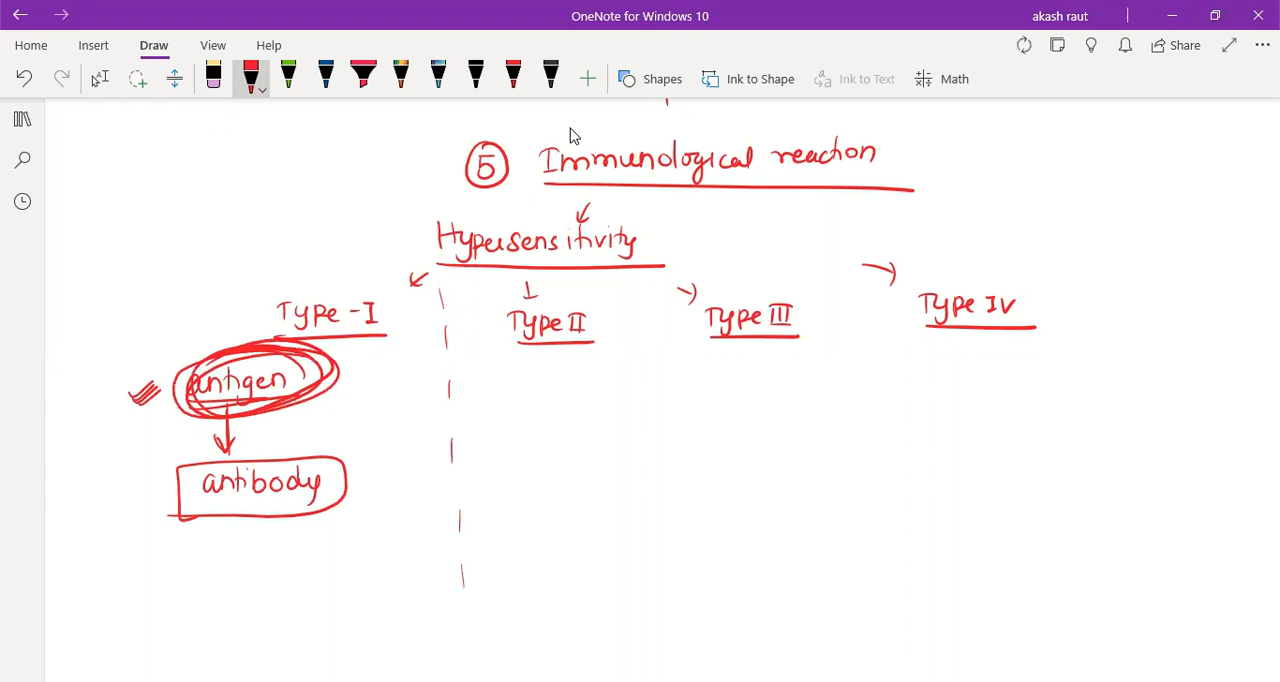 OneNote for Windows 10
akash raut
Home Insert Draw View Help
Share
Shapes
Ink to Shape
Ink to Text
Math
5 Immunological reaction
Hypersensitivity
Type-I
Type II
Type III
Type IV
antigen
antibody